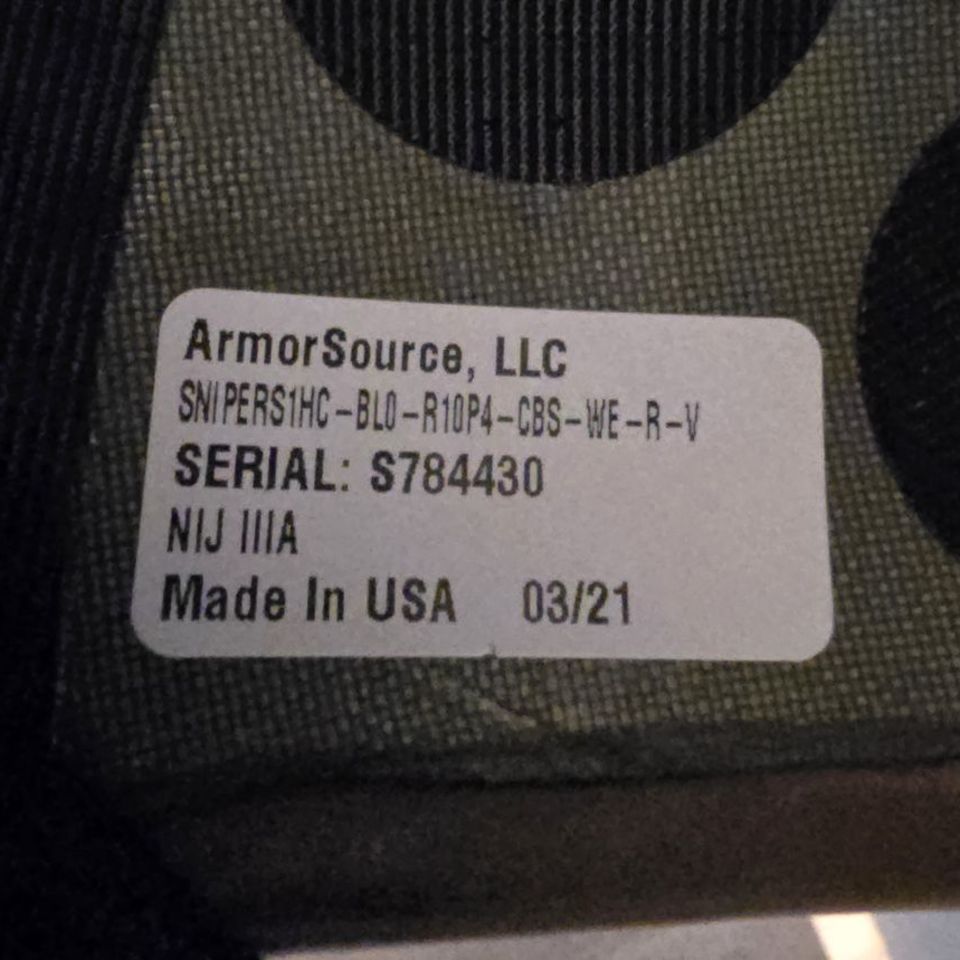 ArmorSource, LLC
SNIPERS1HC-BL0-R10P4-CBS-WE-R-V
SERIAL: S784430
NIJ IIIA
Made In USA 03/21